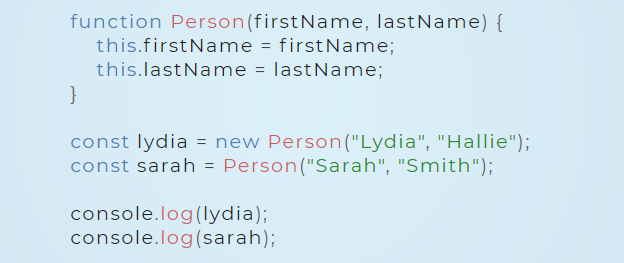 function Person(firstName, lastName) {
this.firstName = firstName;
this.lastName = lastName;
}
const lydia = new Person("Lydia", "Hallie");
const sarah = Person("Sarah", "Smith");
console.log(lydia);
console.log(sarah);